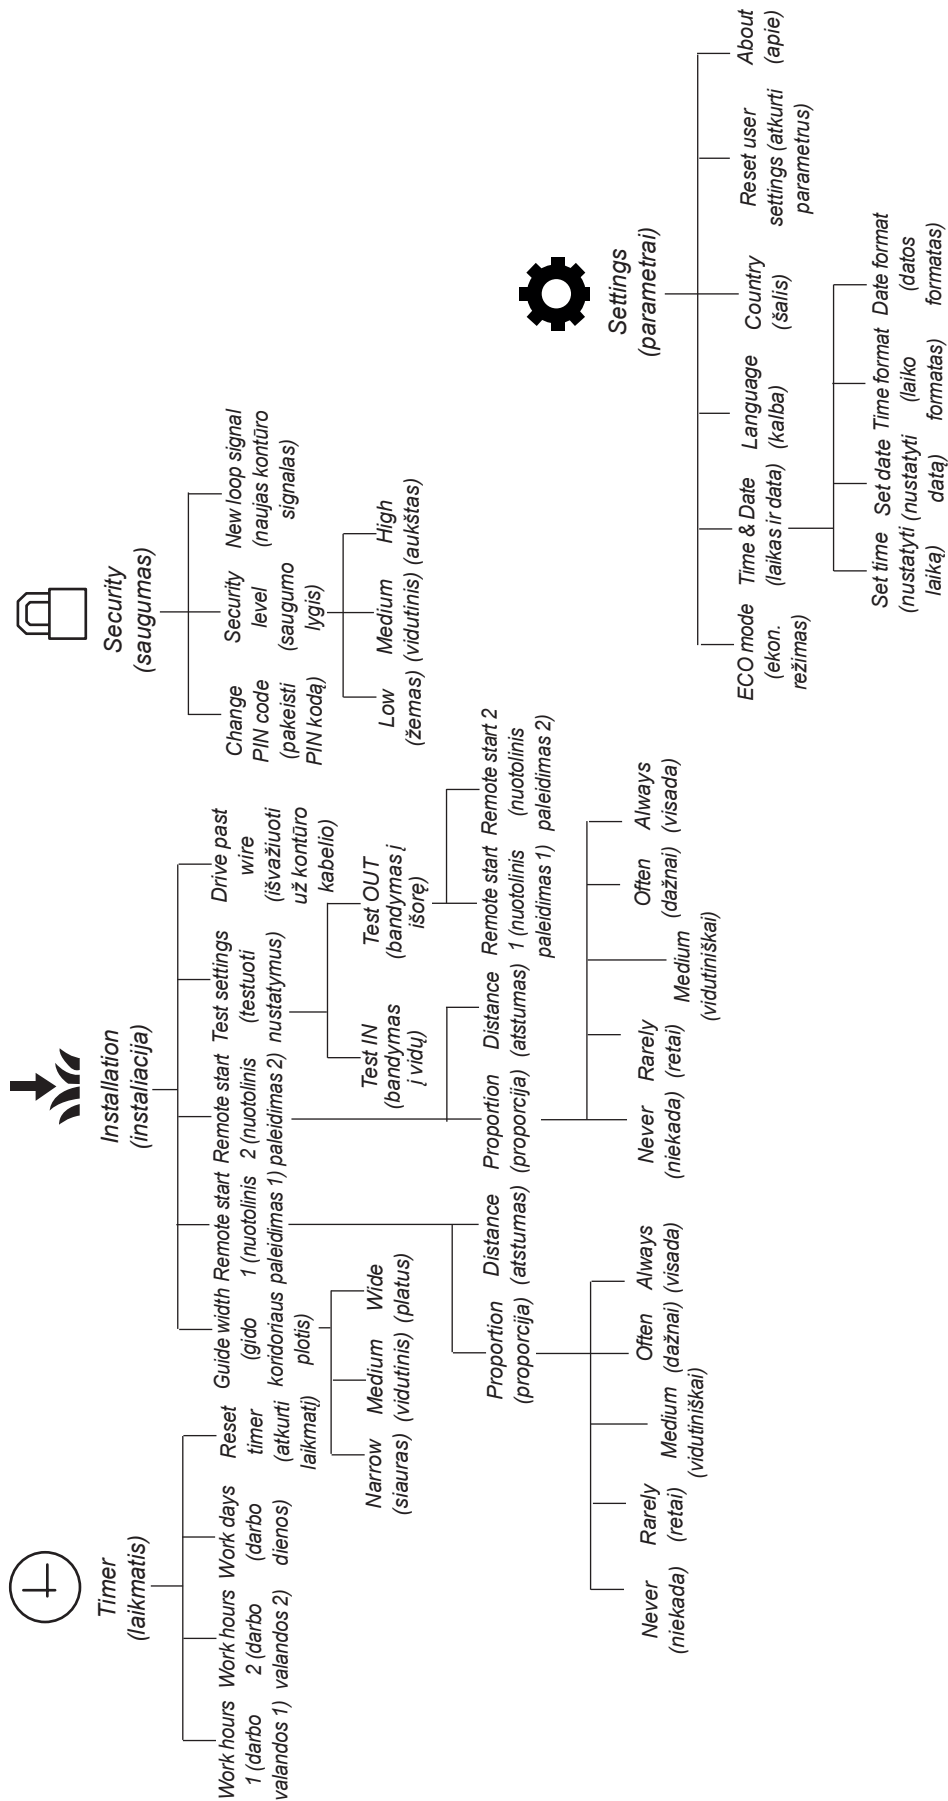 Timer
(laikmatis)
Work hours
1 (darbo
valandos 1)
Work hours
2 (darbo
valandos 2)
Work days
(darbo
dienos)
Reset
timer
(atkurti
laikmatį)
Installation
(instaliacija)
Guide width
(gido
koridoriaus
plotis)
Narrow
(siauras)
Medium
(vidutinis)
Wide
(platus)
Remote start
1 (nuotolinis
paleidimas 1)
Proportion
(proporcija)
Never
(niekada)
Rarely
(retai)
Medium
(vidutiniškai)
Often
(dažnai)
Always
(visada)
Distance
(atstumas)
Remote start
2 (nuotolinis
paleidimas 2)
Proportion
(proporcija)
Never
(niekada)
Rarely
(retai)
Medium
(vidutiniškai)
Often
(dažnai)
Always
(visada)
Distance
(atstumas)
Test settings
(testuoti
nustatymus)
Test IN
(bandymas
į vidų)
Test OUT
(bandymas į
išorę)
Remote start
1 (nuotolinis
paleidimas 1)
Remote start 2
(nuotolinis
paleidimas 2)
Drive past
wire
(išvažiuoti
už kontūro
kabelio)
Security
(saugumas)
Change
PIN code
(pakeisti
PIN kodą)
Security
level
(saugumo
lygis)
Low
(žemas)
Medium
(vidutinis)
High
(aukštas)
New loop signal
(naujas kontūro
signalas)
Settings
(parametrai)
ECO mode
(ekon.
režimas)
Time & Date
(laikas ir data)
Set time
(nustatyti
laiką)
Set date
(nustatyti
datą)
Time format
(laiko
formatas)
Date format
(datos
formatas)
Language
(kalba)
Country
(šalis)
Reset user
settings (atkurti
parametrus)
About
(apie)